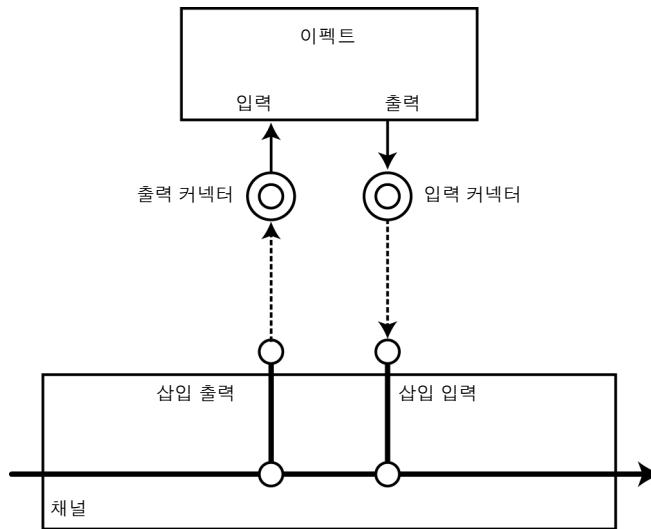 이펙트
입력
출력
출력 커넥터
입력 커넥터
삽입 출력
삽입 입력
채널